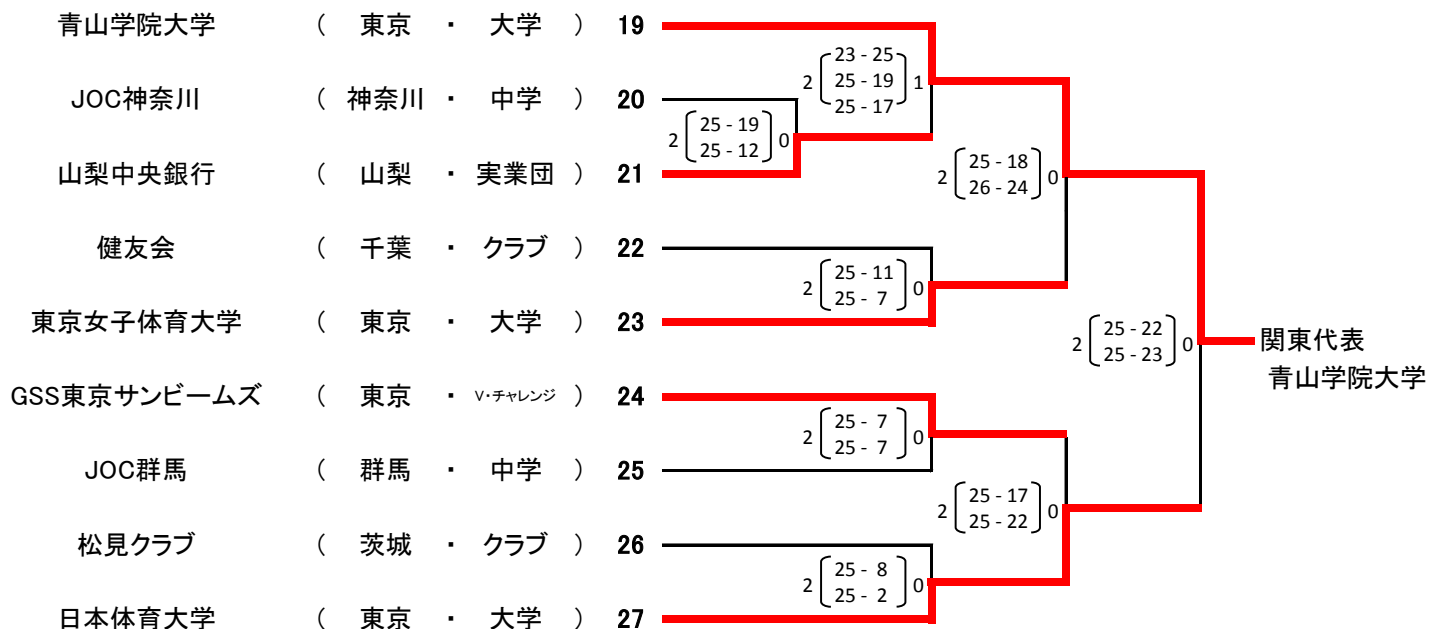 青山学院大学 ( 東京 ・ 大学 ) 19
JOC神奈川 ( 神奈川 ・ 中学 ) 20
山梨中央銀行 ( 山梨 ・ 実業団 ) 21
健友会 ( 千葉 ・ クラブ ) 22
東京女子体育大学 ( 東京 ・ 大学 ) 23
GSS東京サンビームズ ( 東京 ・ V・チャレンジ ) 24
JOC群馬 ( 群馬 ・ 中学 ) 25
松見クラブ ( 茨城 ・ クラブ ) 26
日本体育大学 ( 東京 ・ 大学 ) 27
23 - 25
2 25 - 19 1
25 - 17
2 25 - 19 0
25 - 12
2 25 - 18 0
26 - 24
2 25 - 11 0
25 - 7
2 25 - 22 0
25 - 23
2 25 - 7 0
25 - 7
2 25 - 17 0
25 - 22
2 25 - 8 0
25 - 2
関東代表
青山学院大学